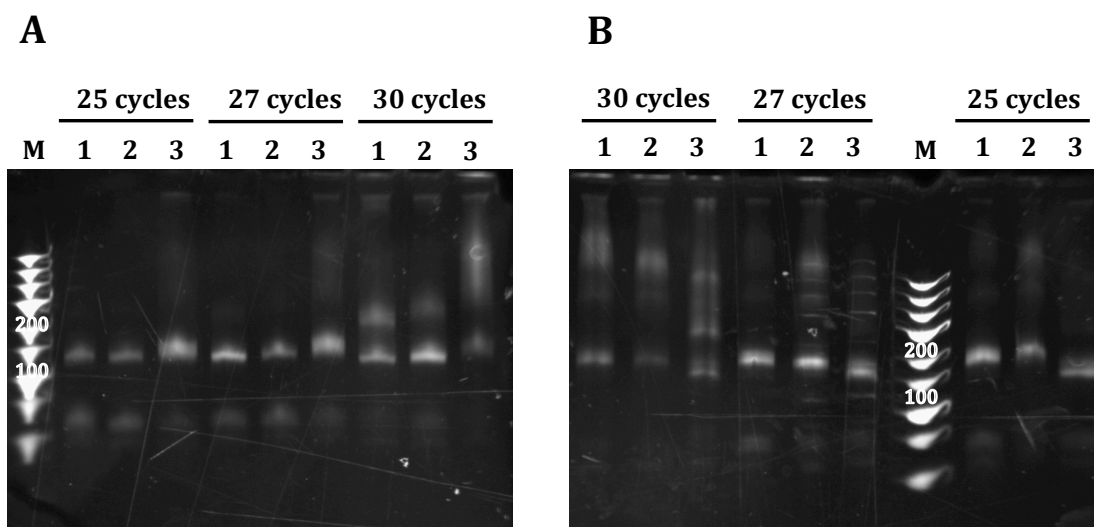 A
25 cycles 27 cycles 30 cycles
M 1 2 3 1 2 3 1 2 3
200
100
B
30 cycles 27 cycles 25 cycles
1 2 3 1 2 3 M 1 2 3
200
100